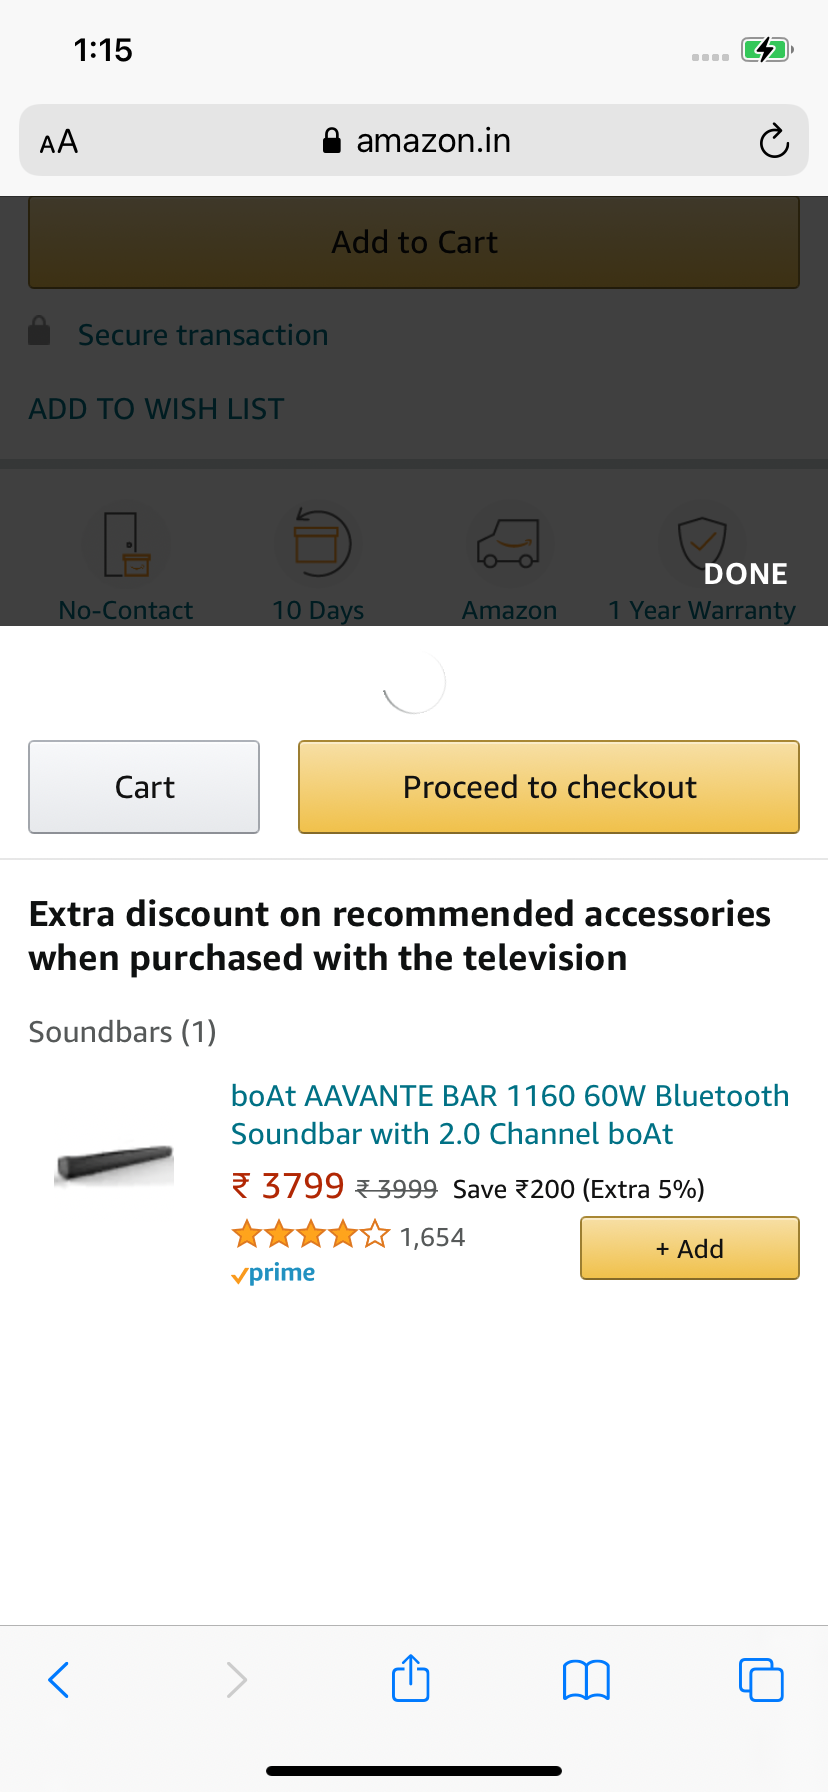 1:15
AA
amazon.in
Add to Cart
Secure transaction
ADD TO WISH LIST
DONE
No-Contact
10 Days
Amazon
1 Year Warranty
Cart
Proceed to checkout
Extra discount on recommended accessories
when purchased with the television
Soundbars (1)
boAt AAVANTE BAR 1160 60W Bluetooth
Soundbar with 2.0 Channel boAt
₹ 3799 ₹ 3999 Save ₹200 (Extra 5%)
1,654
+ Add
prime